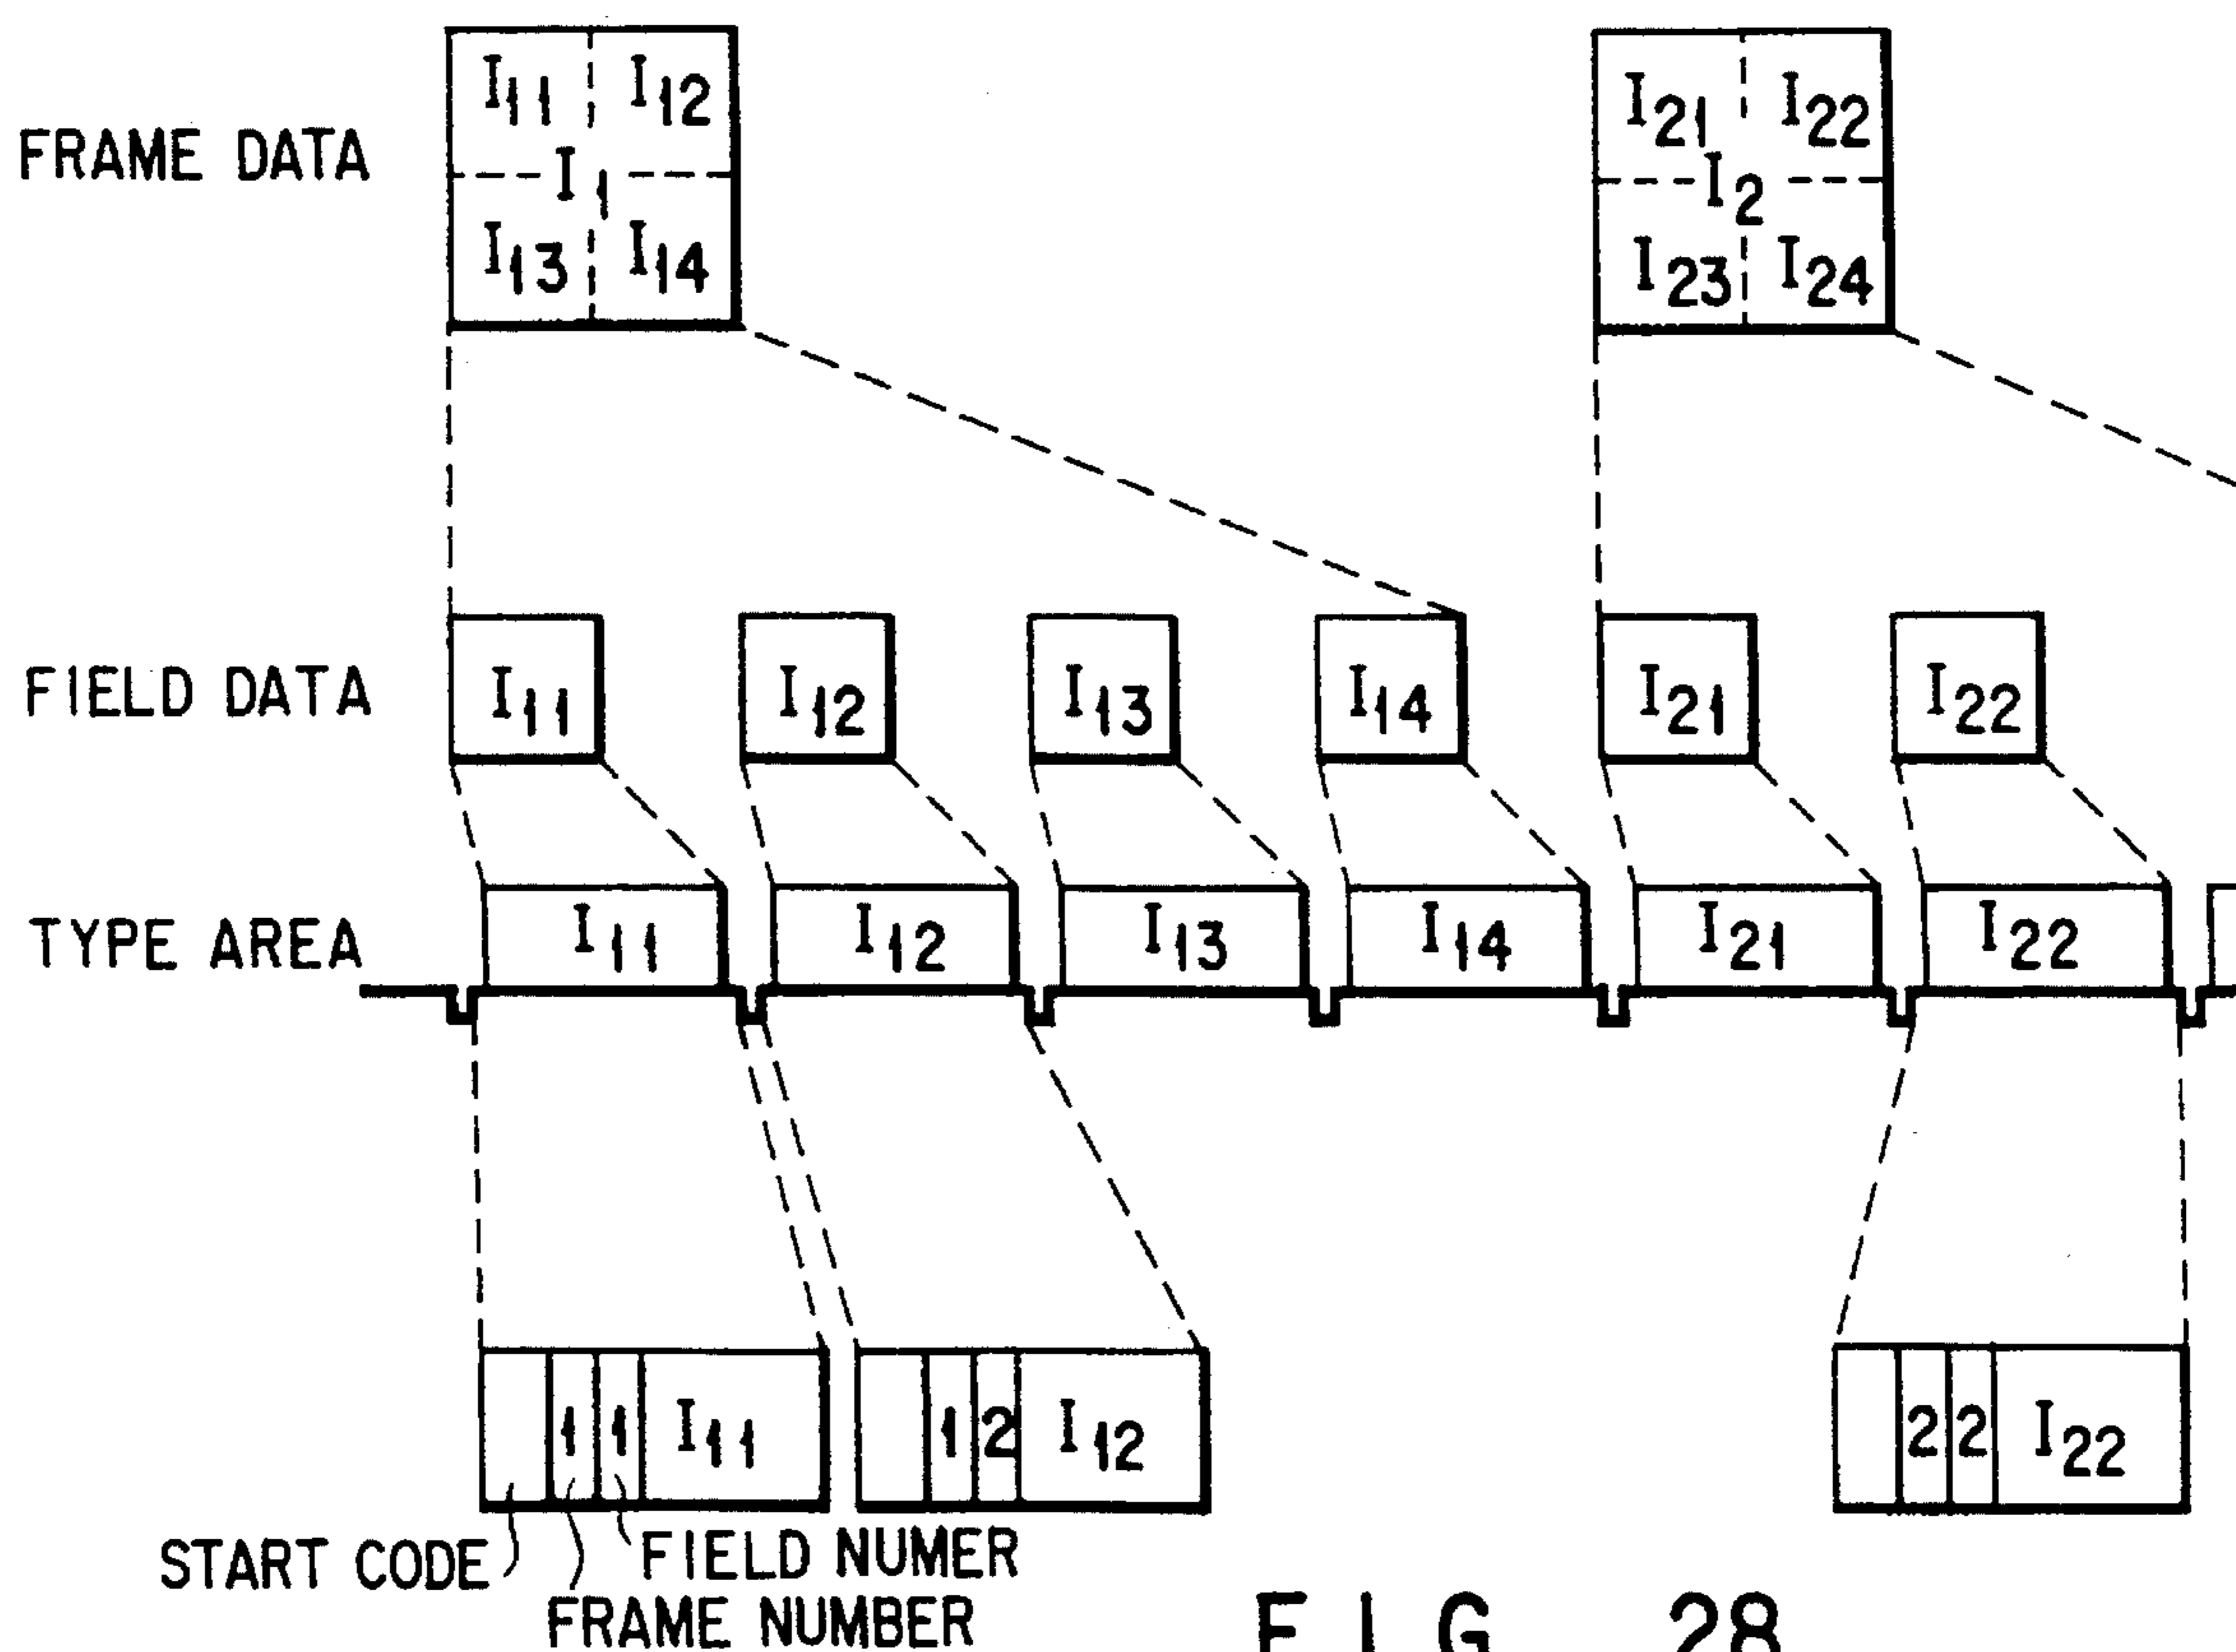 I11 I12
FRAME DATA
I1
I13 I14
I21 I22
I2
I23 I24
FIELD DATA I11 I12 I13 I14 I21 I22
TYPE AREA I11 I12 I13 I14 I21 I22
1 1 I11
1 2 I12
2 2 I22
START CODE
FIELD NUMER
FRAME NUMBER
FIG 28